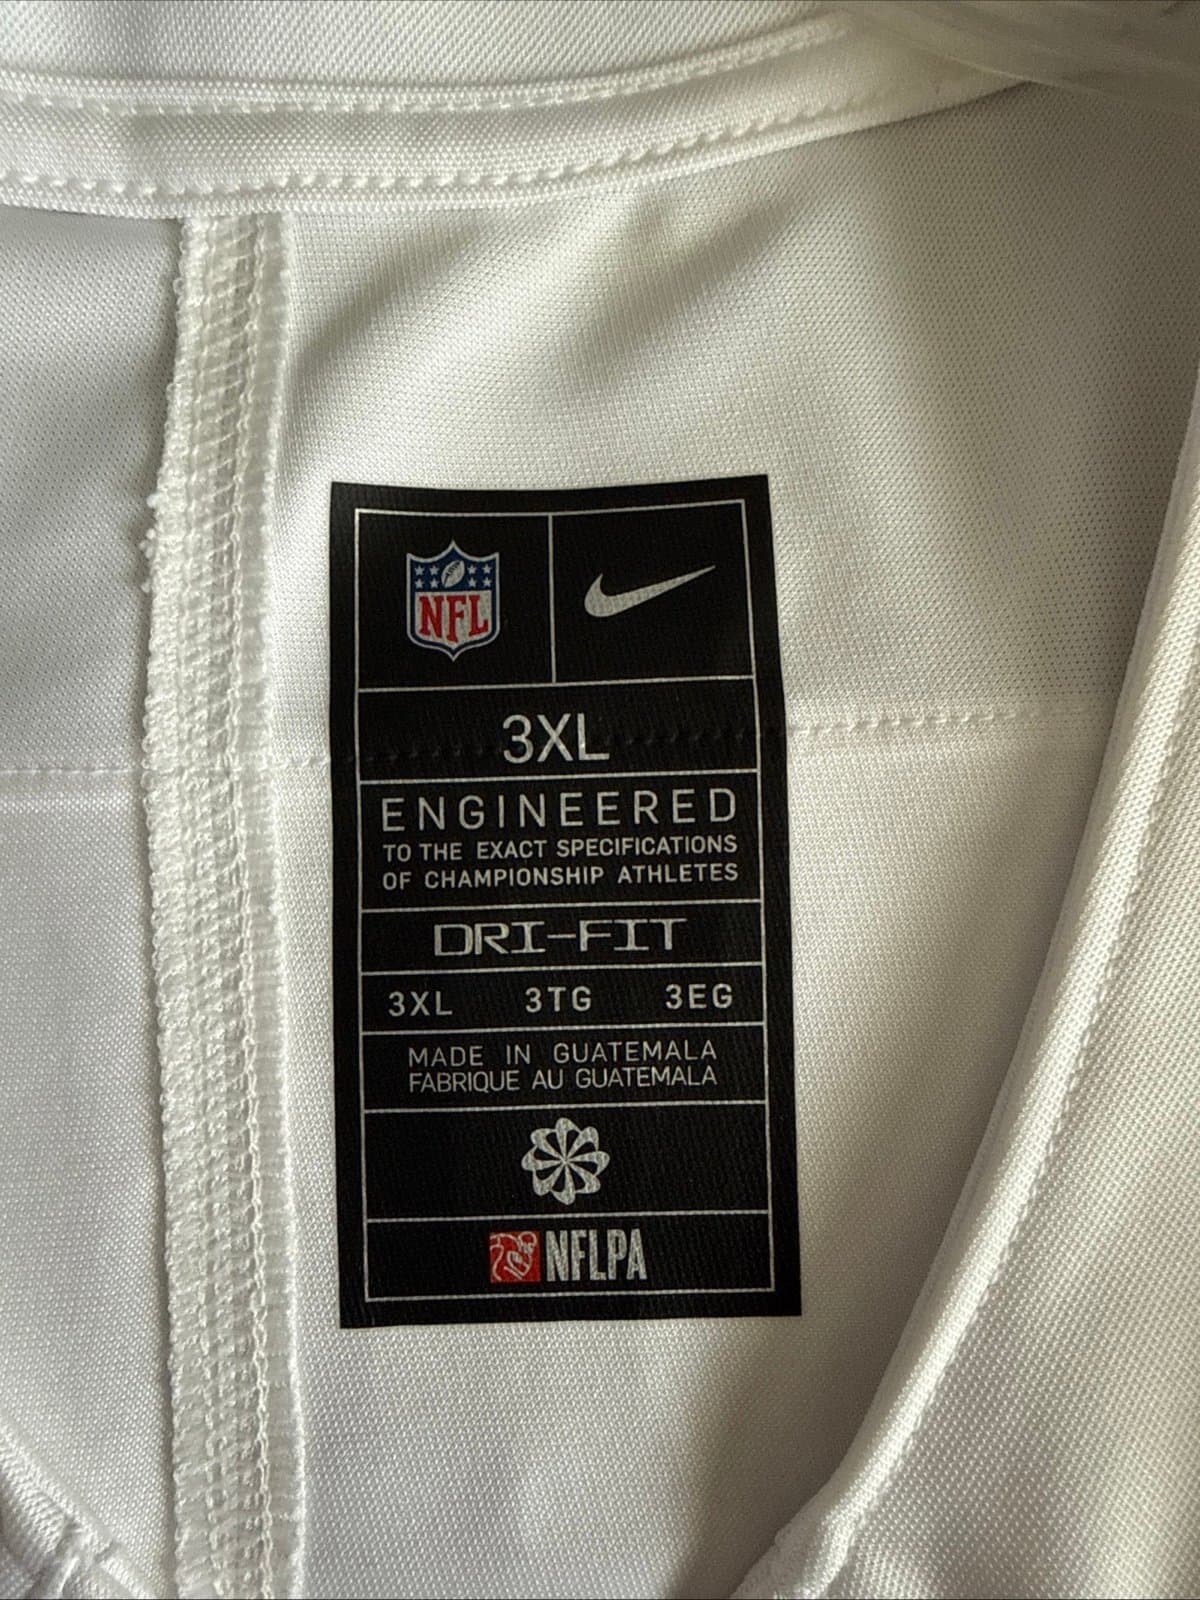 NFL
3XL
ENGINEERED
TO THE EXACT SPECIFICATIONS
OF CHAMPIONSHIP ATHLETES
DRI-FIT
3XL 3TG 3EG
MADE IN GUATEMALA
FABRIQUE AU GUATEMALA
NFLPA